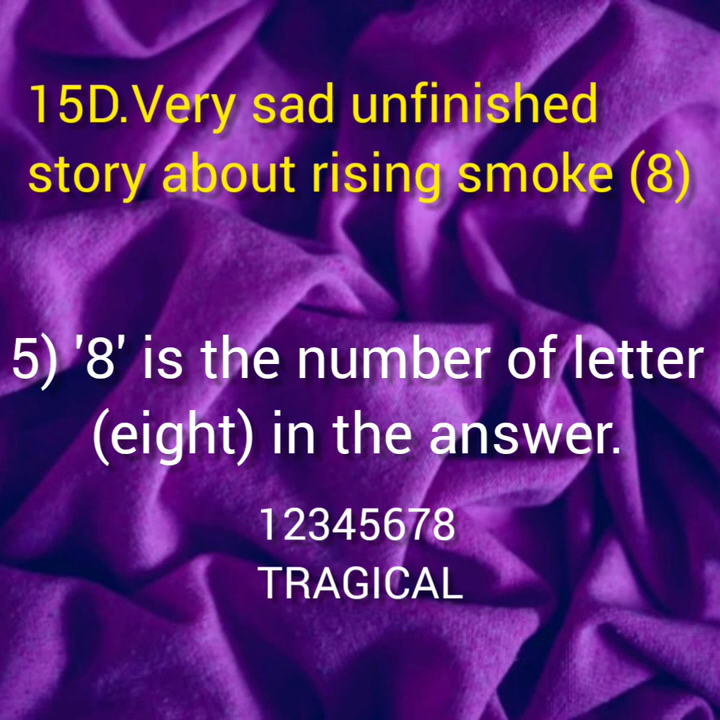 15D.Very sad unfinished
story about rising smoke (8)
5) '8' is the number of letter
(eight) in the answer.
12345678
TRAGICAL